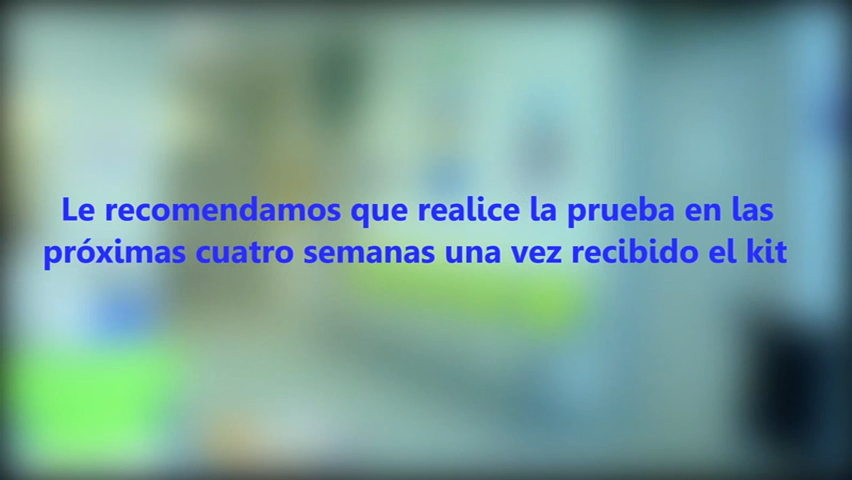 Le recomendamos que realice la prueba en las
próximas cuatro semanas una vez recibido el kit